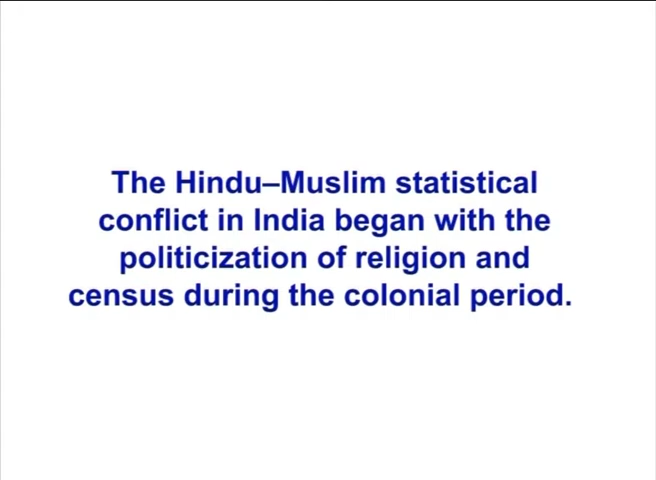 The Hindu–Muslim statistical
conflict in India began with the
politicization of religion and
census during the colonial period.